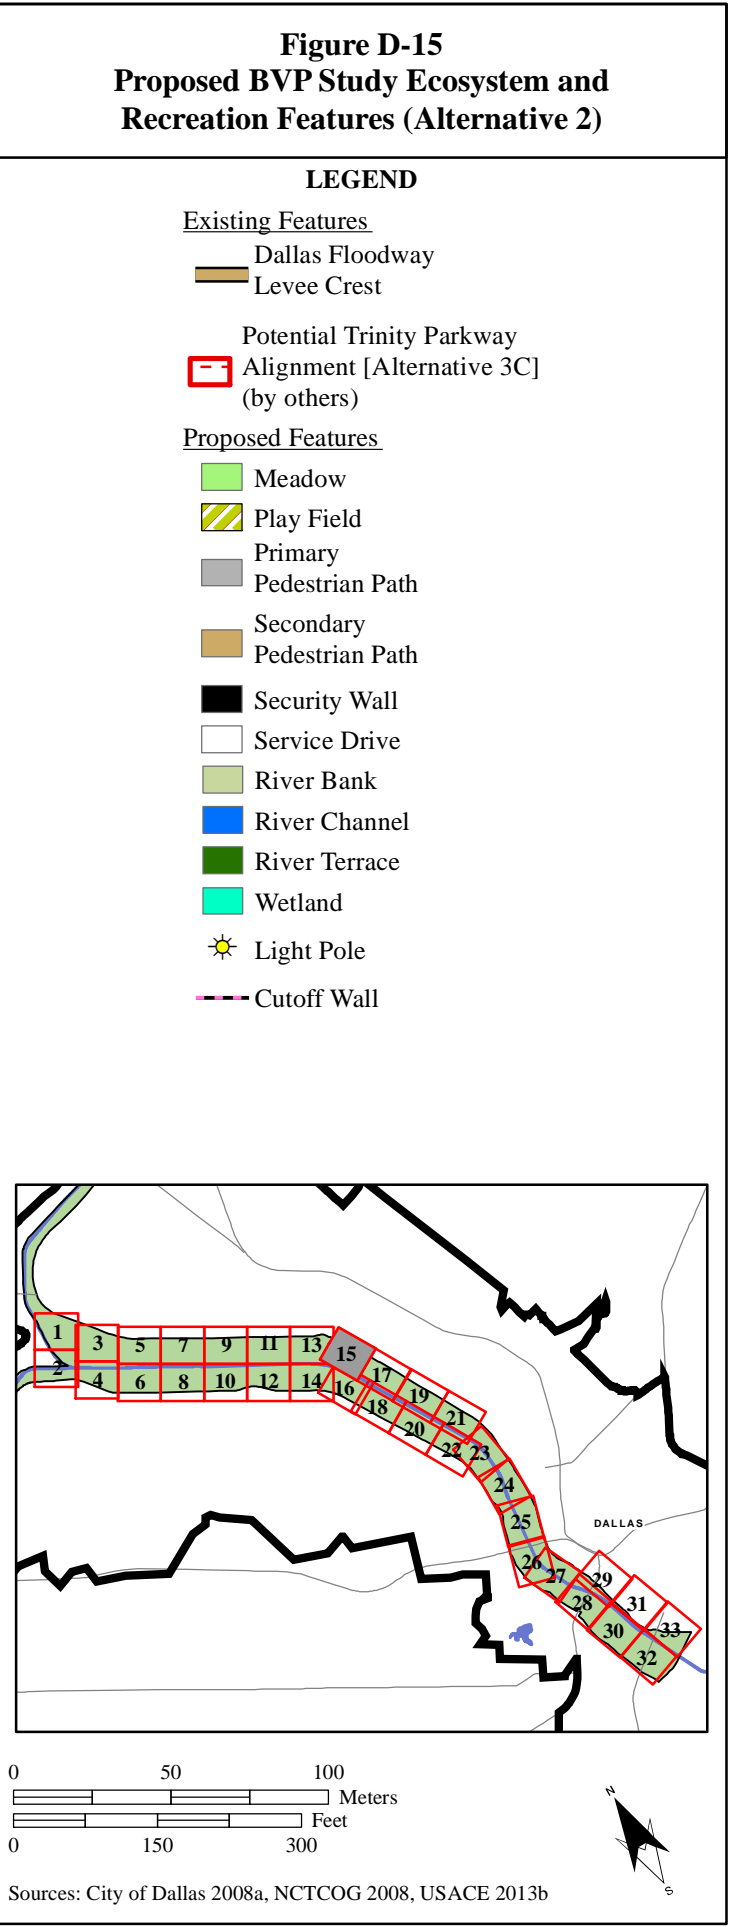 Figure D-15
Proposed BVP Study Ecosystem and
Recreation Features (Alternative 2)
LEGEND
Existing Features
Dallas Floodway
Levee Crest
Potential Trinity Parkway
Alignment [Alternative 3C]
(by others)
Proposed Features
Meadow
Play Field
Primary
Pedestrian Path
Secondary
Pedestrian Path
Security Wall
Service Drive
River Bank
River Channel
River Terrace
Wetland
Light Pole
Cutoff Wall
1 3 5 7 9 11 13 15
2 4 6 8 10 12 14 16 17
18 19
20 21
22 23
24
25
DALLAS
26 27 29
28 31
30 33
32
0 50 100
Meters
Feet
0 150 300
N
S
Sources: City of Dallas 2008a, NCTCOG 2008, USACE 2013b